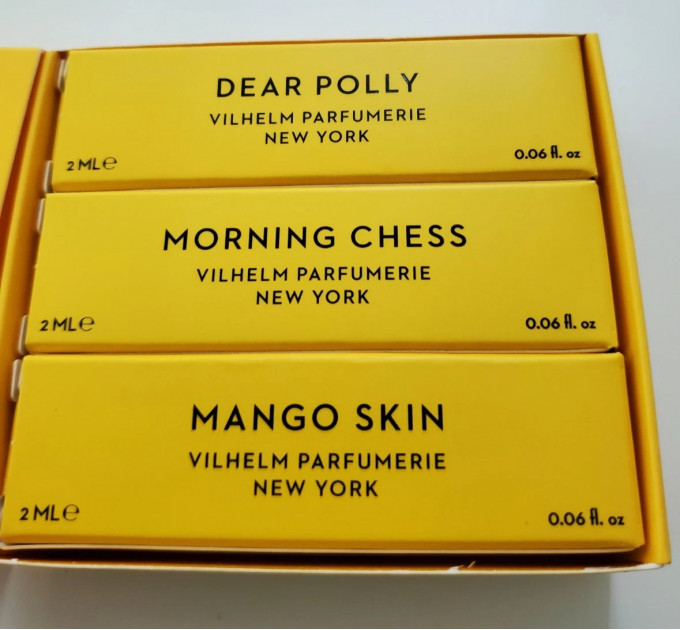 DEAR POLLY
VILHELM PARFUMERIE
NEW YORK
2 ML℮
0.06 fl. oz
MORNING CHESS
VILHELM PARFUMERIE
NEW YORK
2 ML℮
0.06 fl. oz
MANGO SKIN
VILHELM PARFUMERIE
NEW YORK
2 ML℮
0.06 fl. oz